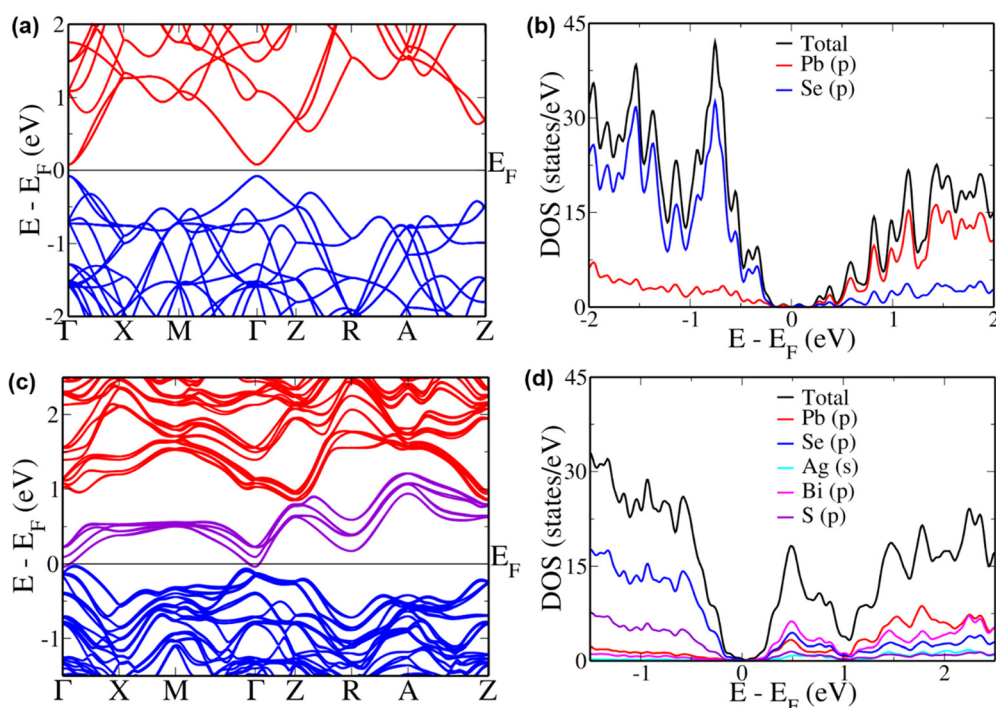 (a)
2
1
0
-1
-2
E - E_F (eV)
E_F
Γ X M Γ Z R A Z
(b)
45
30
15
0
DOS (states/eV)
Total
Pb (p)
Se (p)
-2 -1 0 1 2
E - E_F (eV)
(c)
2
1
0
-1
E - E_F (eV)
E_F
Γ X M Γ Z R A Z
(d)
45
30
15
0
DOS (states/eV)
Total
Pb (p)
Se (p)
Ag (s)
Bi (p)
S (p)
-1 0 1 2
E - E_F (eV)